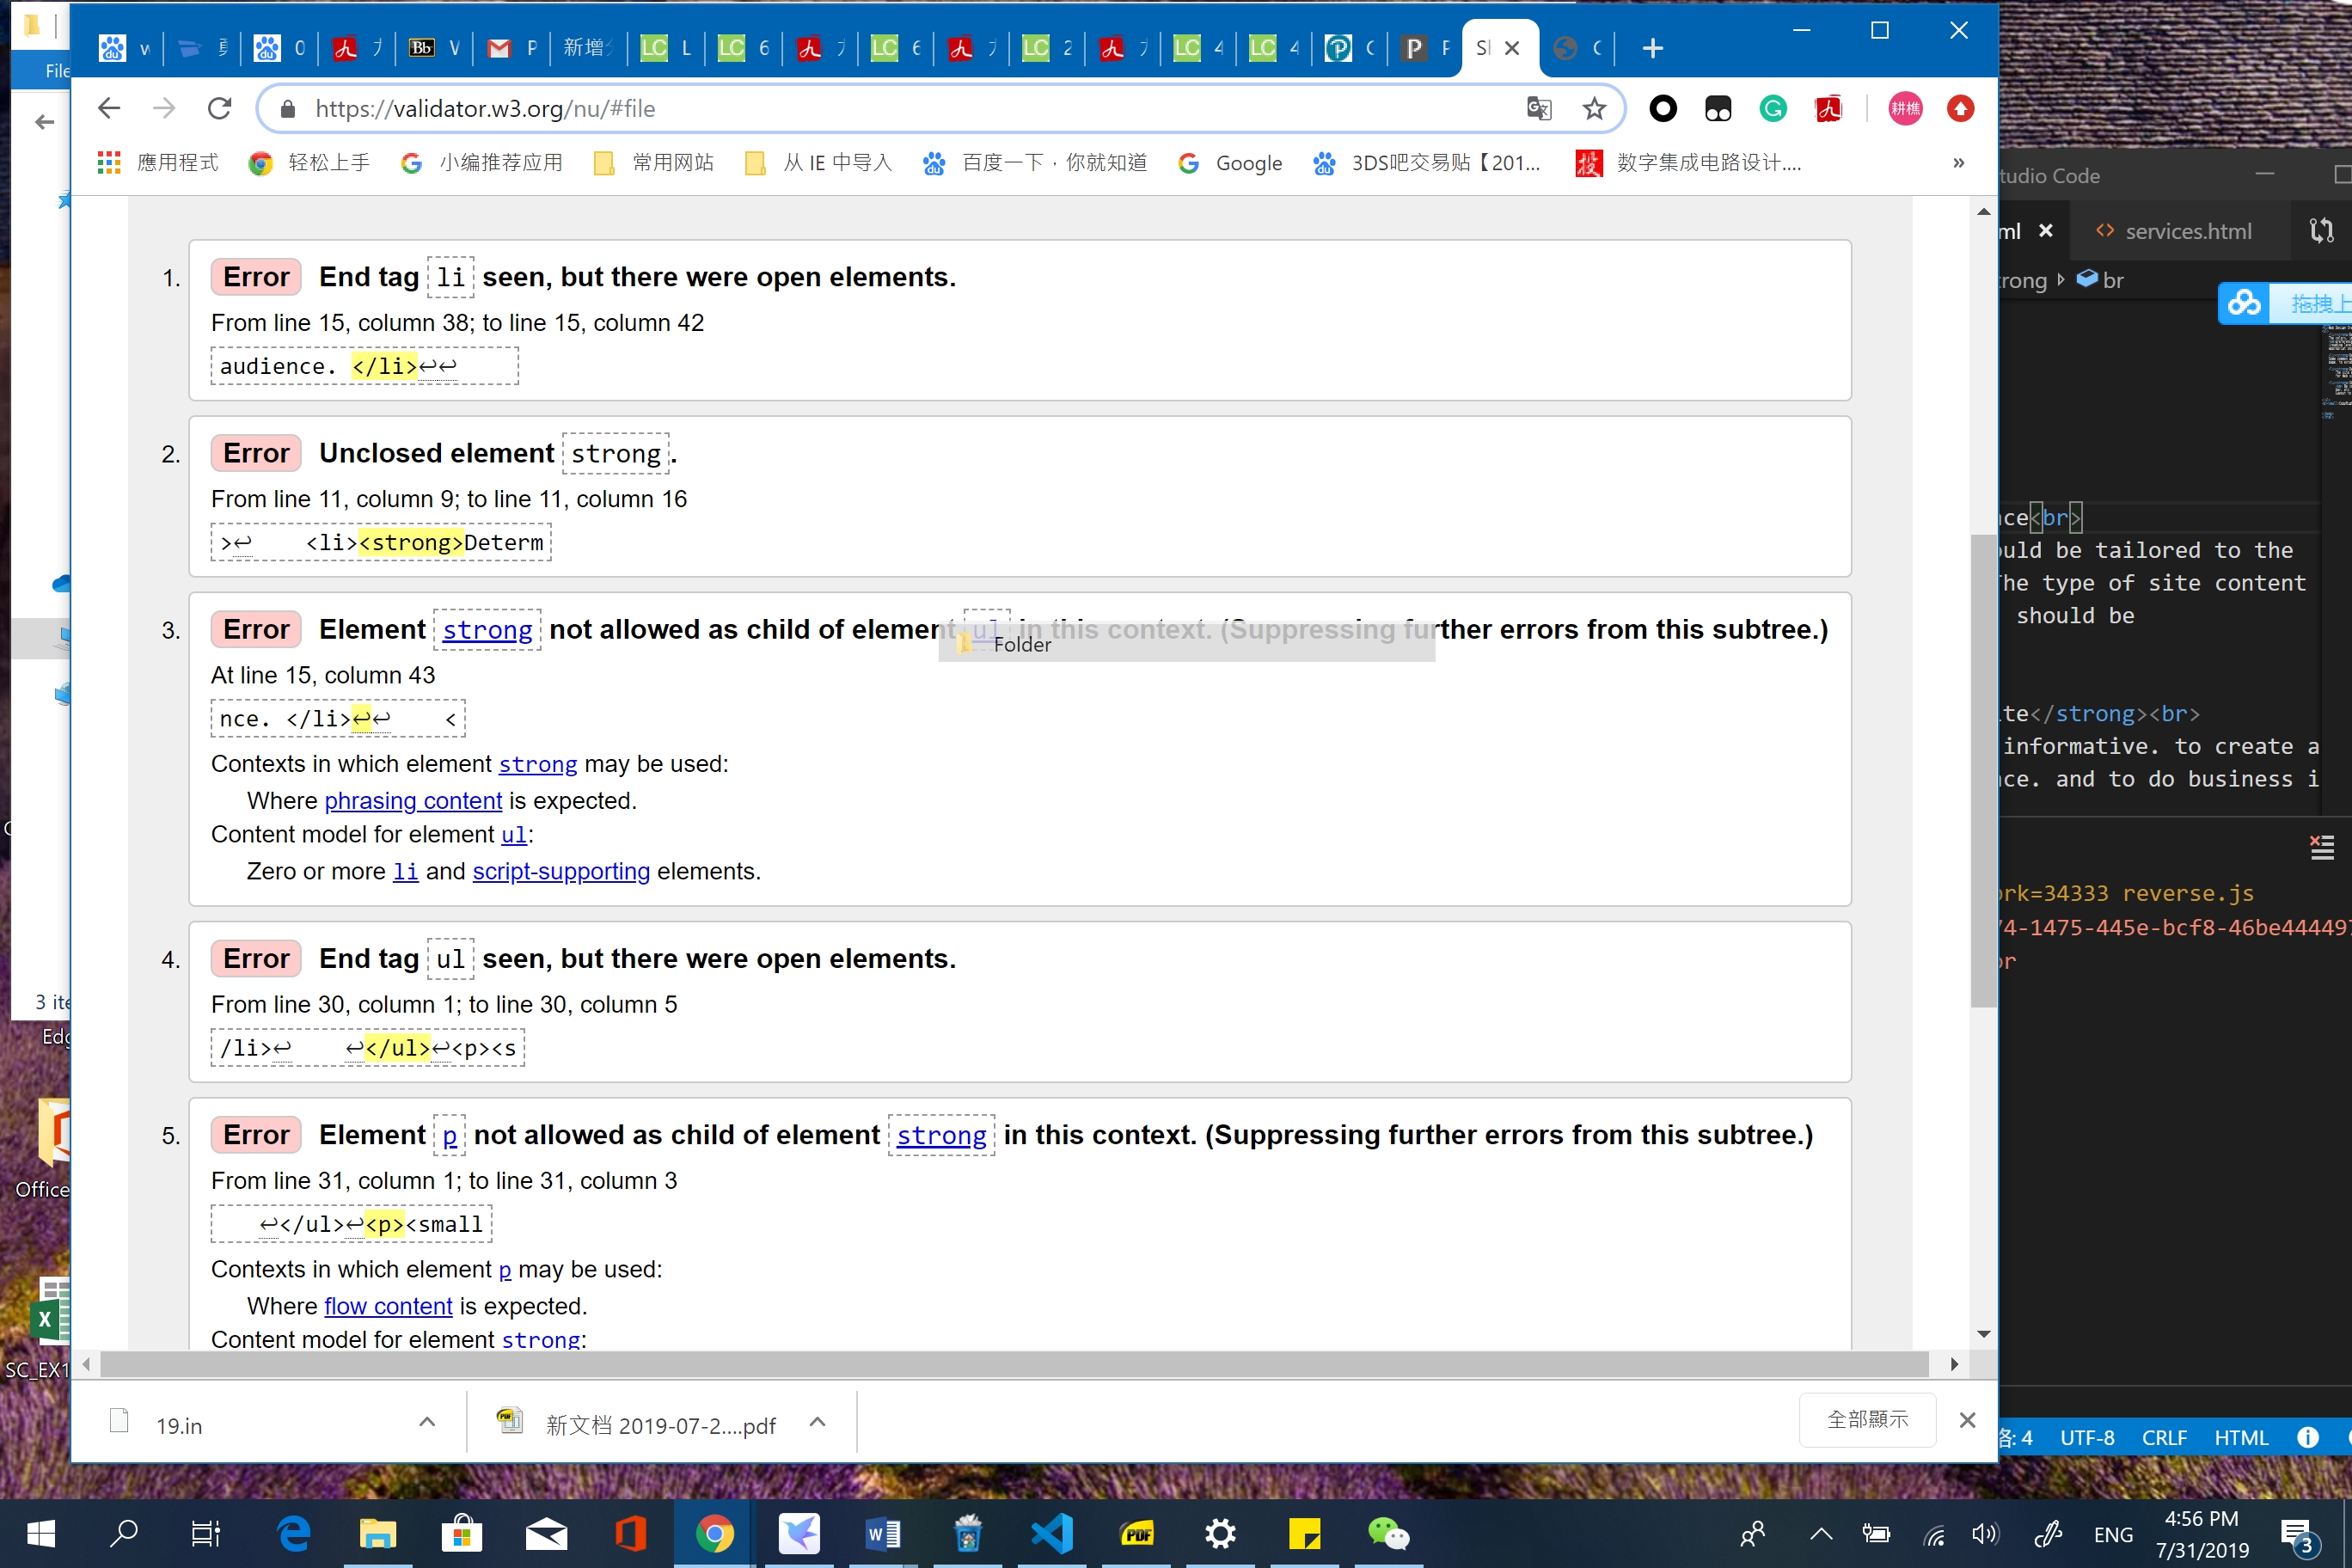 File
w
0
Bb V
P
新增
LC L
LC 6
LC 6
LC 2
LC 4
LC 4
P F
https://validator.w3.org/nu/#file
耕樵
應用程式 轻松上手 小编推荐应用 常用网站 从 IE 中导入 百度一下，你就知道 Google 3DS吧交易贴【201... 数字集成电路设计.... »
1. Error End tag li seen, but there were open elements.
From line 15, column 38; to line 15, column 42
audience. </li>↩↩
2. Error Unclosed element strong.
From line 11, column 9; to line 11, column 16
>↩ <li><strong>Determ
3. Error Element strong not allowed as child of element ul in this context. (Suppressing further errors from this subtree.)
Folder
At line 15, column 43
nce. </li>↩↩ <
Contexts in which element strong may be used:
Where phrasing content is expected.
Content model for element ul:
Zero or more li and script-supporting elements.
4. Error End tag ul seen, but there were open elements.
From line 30, column 1; to line 30, column 5
/li>↩ ↩</ul>↩<p><s
5. Error Element p not allowed as child of element strong in this context. (Suppressing further errors from this subtree.)
From line 31, column 1; to line 31, column 3
↩</ul>↩<p><small
Contexts in which element p may be used:
Where flow content is expected.
Content model for element strong:
19.in
新文档 2019-07-2....pdf
全部顯示
3 ite
Edg
Office
SC_EX1
tudio Code
ml
<> services.html
rong
br
拖拽上
ce<br>
uld be tailored to the
he type of site content
should be
te</strong><br>
informative. to create a
ce. and to do business i
rk=34333 reverse.js
74-1475-445e-bcf8-46be444497
or
格: 4 UTF-8 CRLF HTML
ENG
4:56 PM
7/31/2019
3